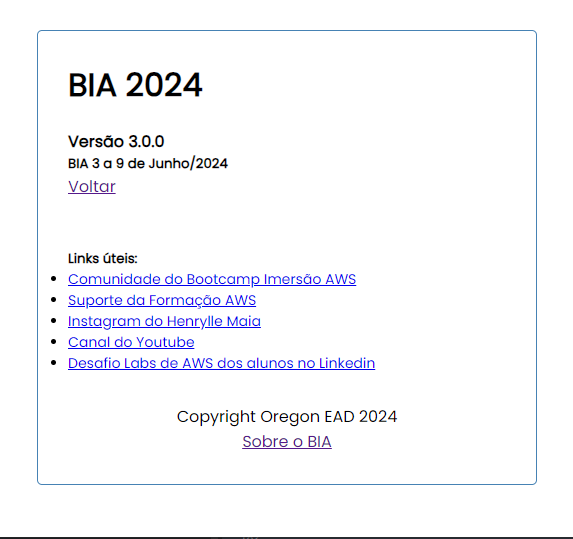 BIA 2024
Versão 3.0.0
BIA 3 a 9 de Junho/2024
Voltar
Links úteis:
Comunidade do Bootcamp Imersão AWS
Suporte da Formação AWS
Instagram do Henrylle Maia
Canal do Youtube
Desafio Labs de AWS dos alunos no Linkedin
Copyright Oregon EAD 2024
Sobre o BIA